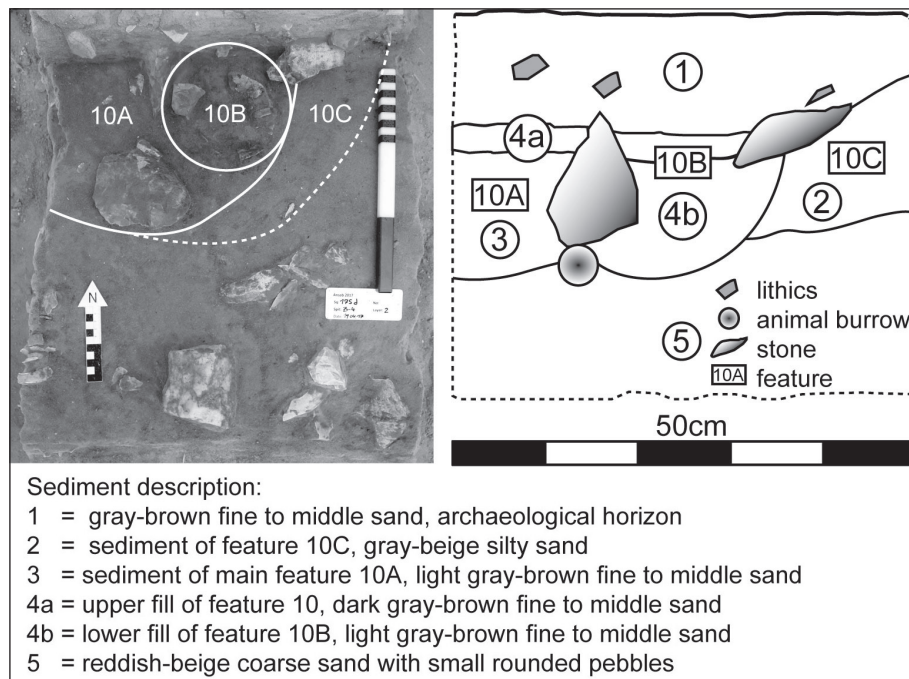 10A 10B 10C
N
175d
2
1
4a
10B
10C
10A
4b
2
3
lithics
animal burrow
5
stone
10A feature
50cm
Sediment description:
1 = gray-brown fine to middle sand, archaeological horizon
2 = sediment of feature 10C, gray-beige silty sand
3 = sediment of main feature 10A, light gray-brown fine to middle sand
4a = upper fill of feature 10, dark gray-brown fine to middle sand
4b = lower fill of feature 10B, light gray-brown fine to middle sand
5 = reddish-beige coarse sand with small rounded pebbles